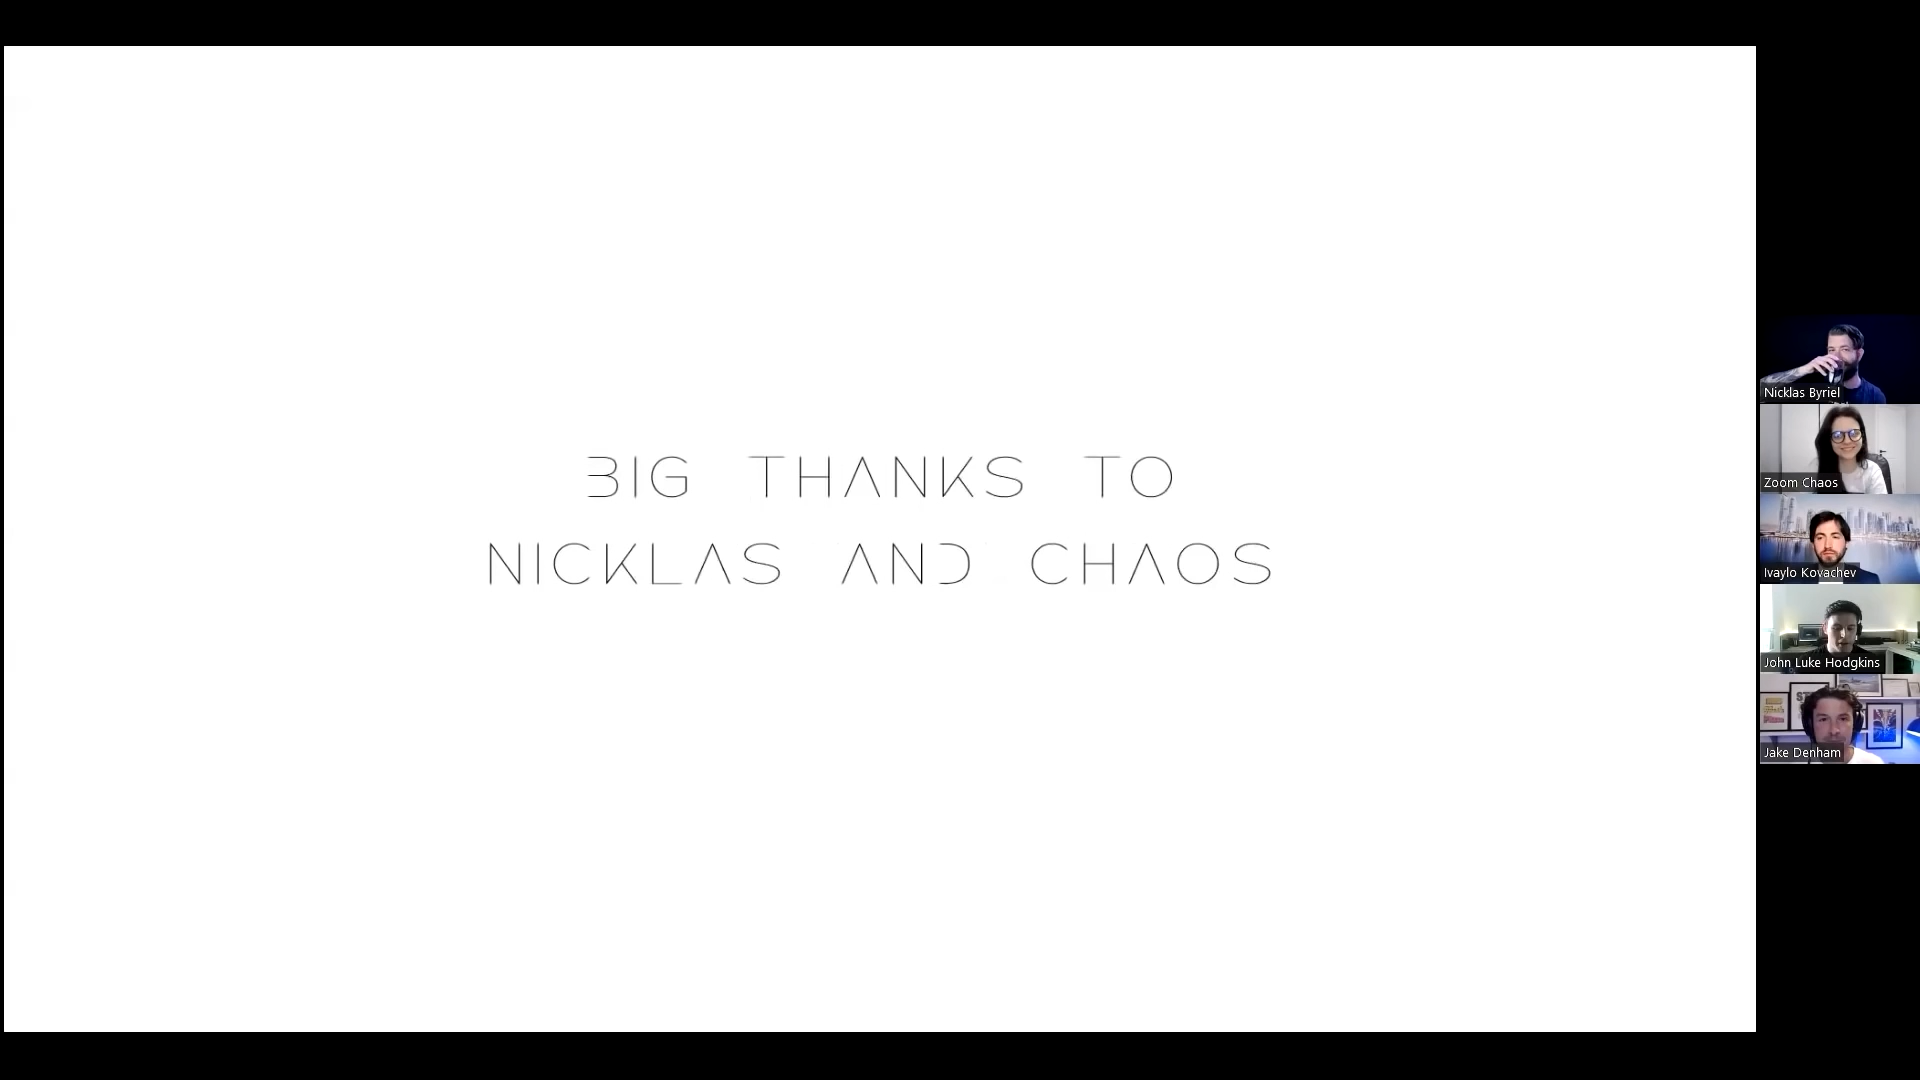 BIG THANKS TO
NICKLAS AND CHAOS
Nicklas Byriel
Zoom Chaos
Ivaylo Kovachev
John Luke Hodgkins
Jake Denham